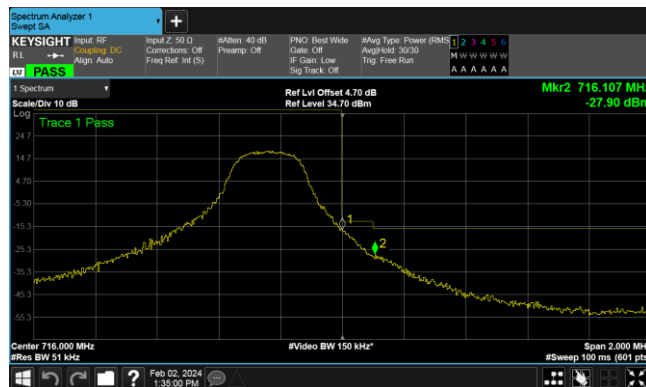 Spectrum Analyzer 1
Swept SA
+
KEYSIGHT
RL
LXI PASS
Input: RF
Coupling: DC
Align: Auto
Input Z: 50 Ω
Corrections: Off
Freq Ref: Int (S)
#Atten: 40 dB
Preamp: Off
PNO: Best Wide
Gate: Off
IF Gain: Low
Sig Track: Off
#Avg Type: Power (RMS
Avg|Hold: 30/30
Trig: Free Run
1 2 3 4 5 6
M W W W W W
A A A A A A
1 Spectrum
Scale/Div 10 dB
Ref Lvl Offset 4.70 dB
Ref Level 34.70 dBm
Mkr2 716.107 MHz
-27.90 dBm
Log
Trace 1 Pass
24.7
14.7
4.70
-5.30
-15.3
-25.3
-35.3
-45.3
-55.3
1
2
Center 716.000 MHz
#Res BW 51 kHz
#Video BW 150 kHz*
Span 2.000 MHz
#Sweep 100 ms (601 pts)
?
Feb 02, 2024
1:35:00 PM